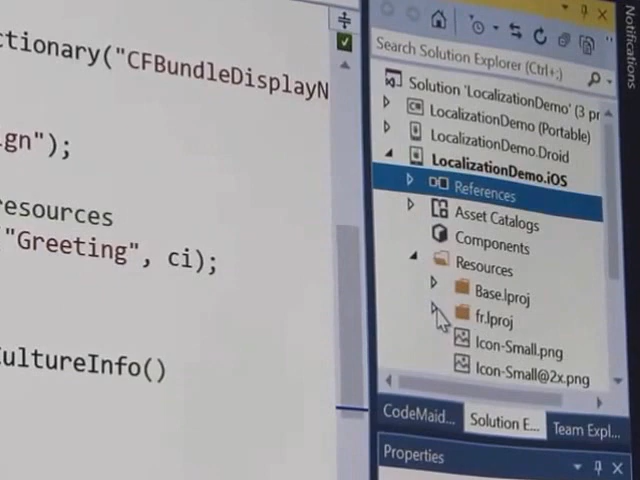 ctionary("CFBundleDisplayN
gn");
resources
"Greeting", ci);
CultureInfo()
Search Solution Explorer (Ctrl+;)
Solution 'LocalizationDemo' (3 pr
LocalizationDemo (Portable)
LocalizationDemo.Droid
LocalizationDemo.iOS
References
Asset Catalogs
Components
Resources
Base.lproj
fr.lproj
Icon-Small.png
Icon-Small@2x.png
CodeMaid...
Solution E...
Team Expl...
Properties
Notifications